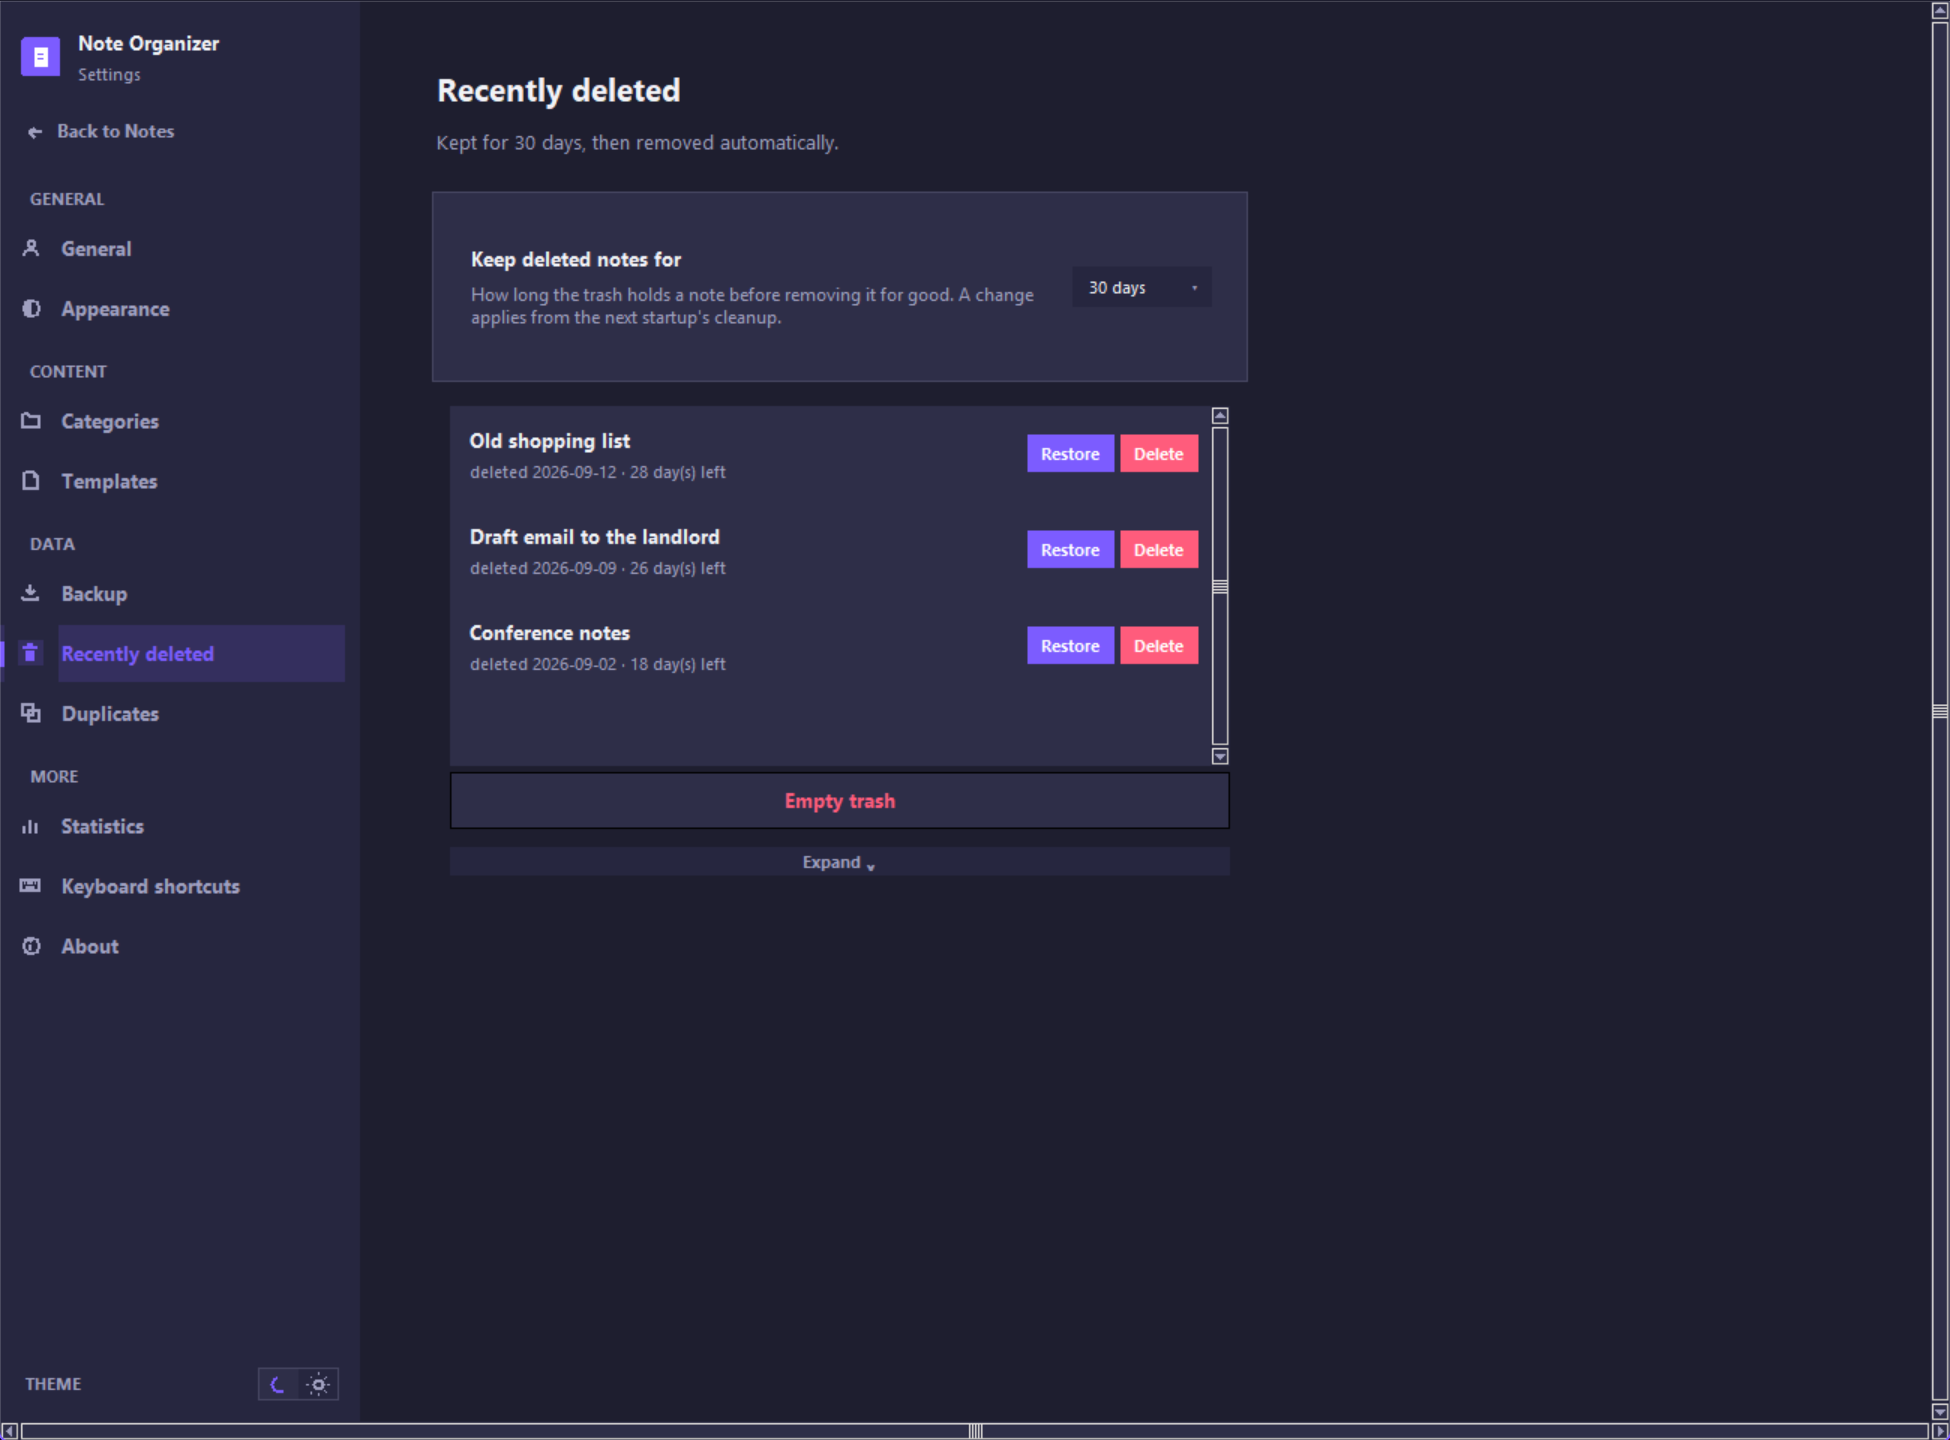 Note Organizer
Settings
Back to Notes
GENERAL
General
Appearance
CONTENT
Categories
Templates
DATA
Backup
Recently deleted
Duplicates
MORE
Statistics
Keyboard shortcuts
About
THEME
Recently deleted
Kept for 30 days, then removed automatically.
Keep deleted notes for
How long the trash holds a note before removing it for good. A change
applies from the next startup's cleanup.
30 days
Old shopping list
deleted 2026-09-12 · 28 day(s) left
Restore Delete
Draft email to the landlord
deleted 2026-09-09 · 26 day(s) left
Restore Delete
Conference notes
deleted 2026-09-02 · 18 day(s) left
Restore Delete
Empty trash
Expand